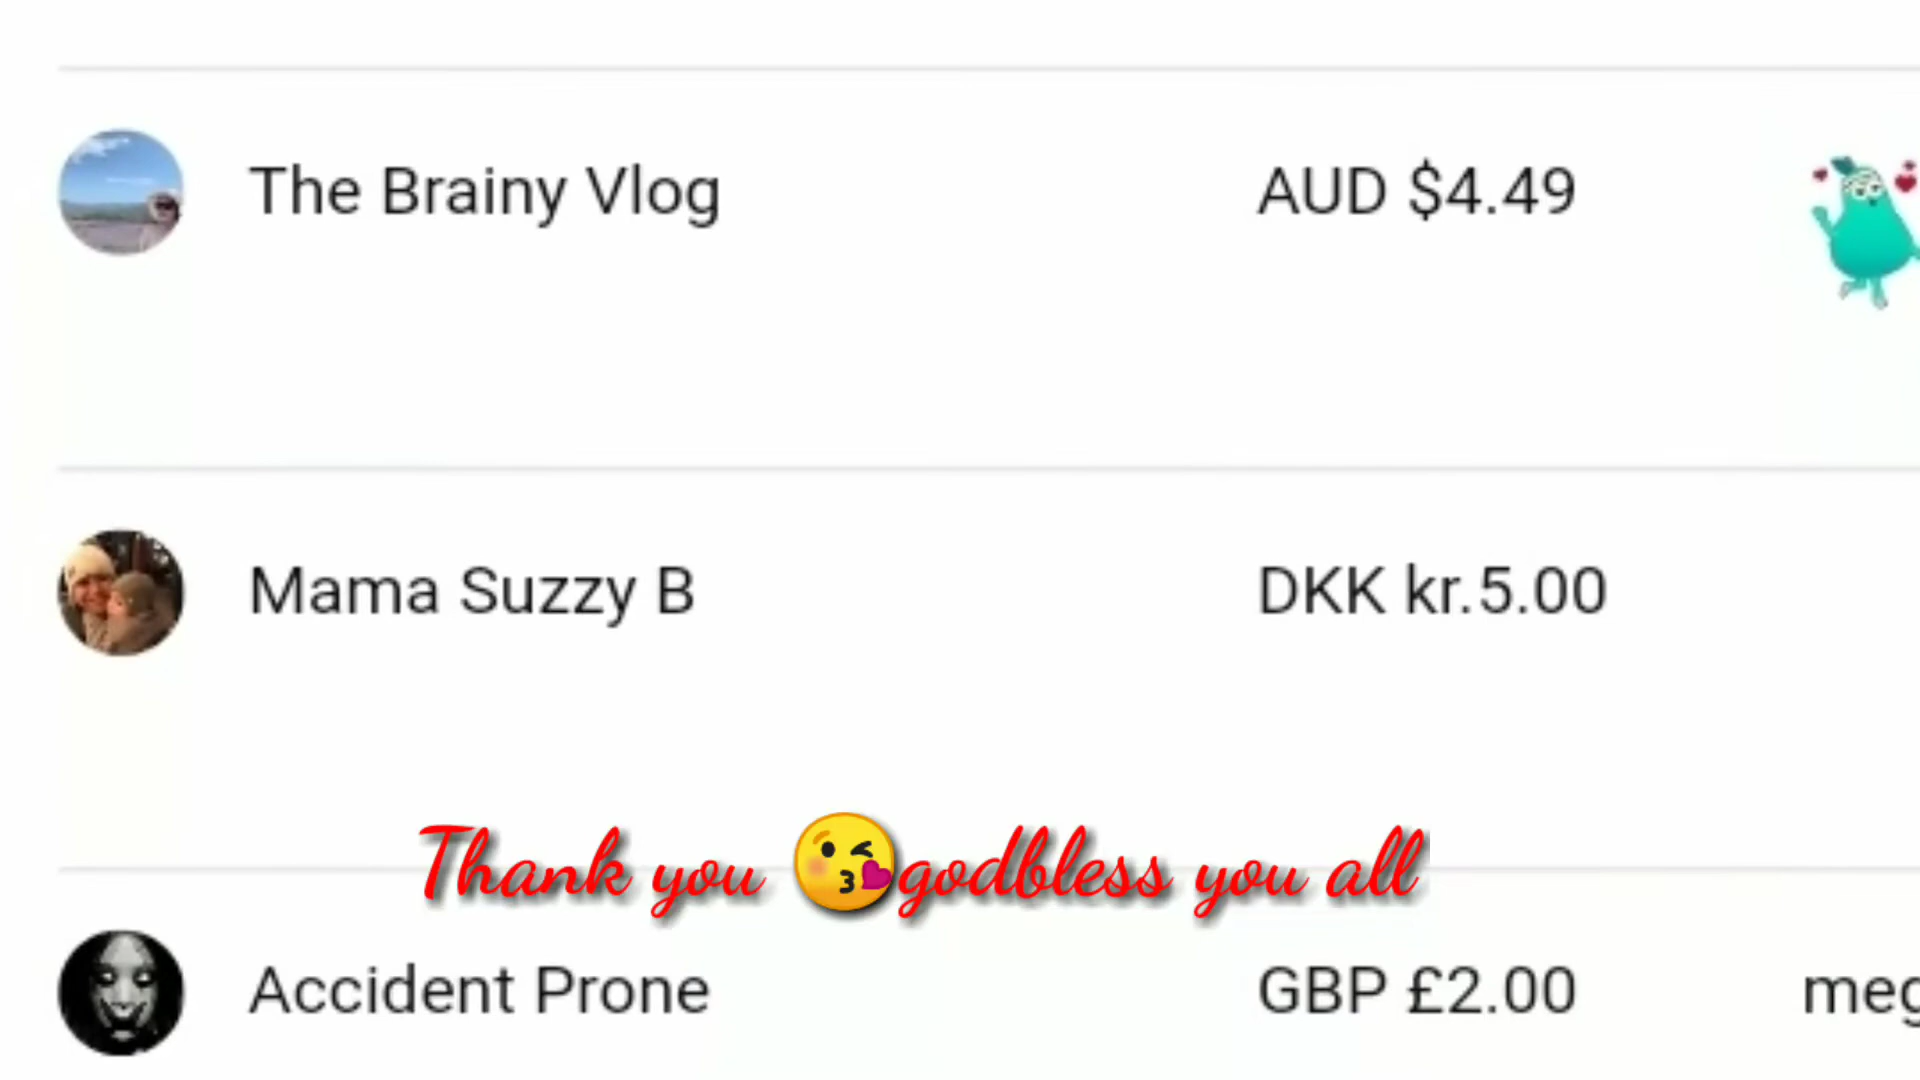 The Brainy Vlog AUD $4.49
Mama Suzzy B DKK kr.5.00
Thank you 😘godbless you all
Accident Prone GBP £2.00 meg